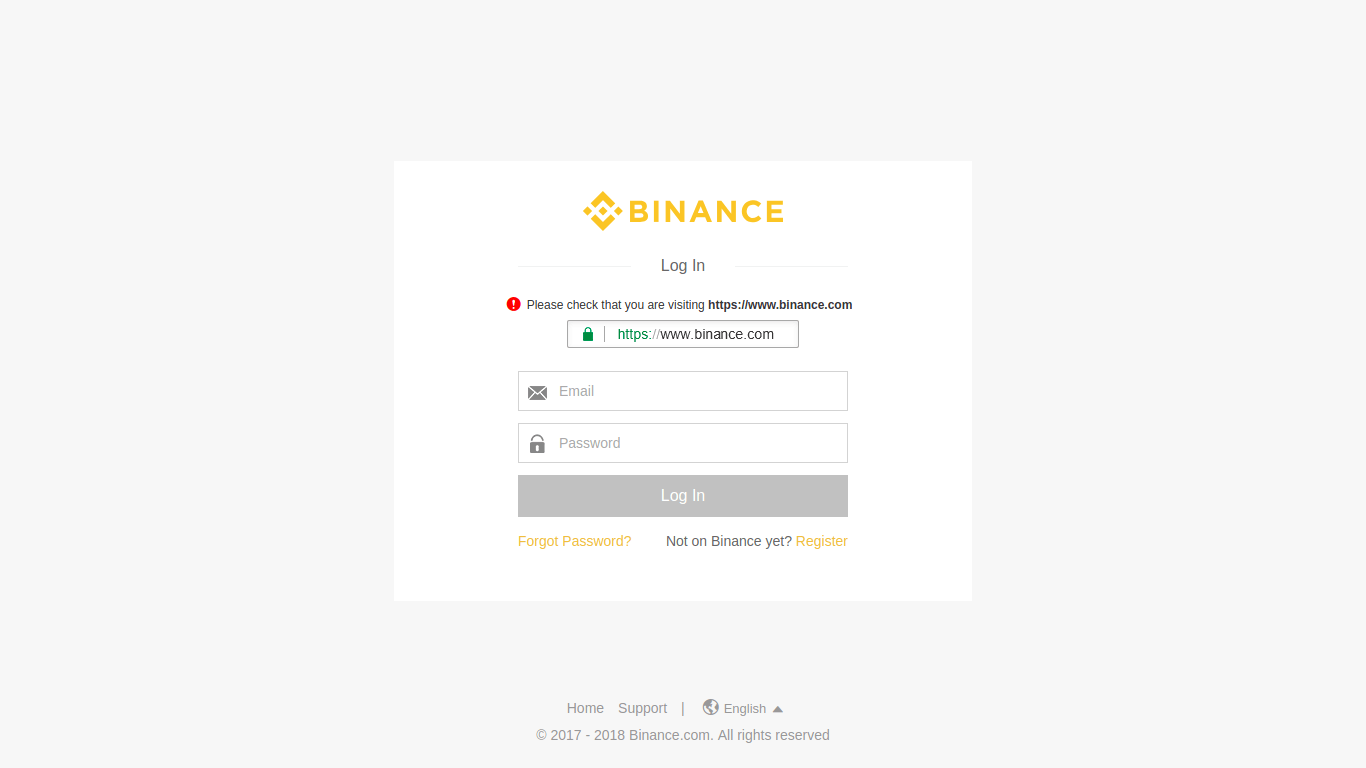 BINANCE
Log In
Please check that you are visiting https://www.binance.com
https://www.binance.com
Email
Password
Log In
Forgot Password? Not on Binance yet? Register
Home Support | English
© 2017 - 2018 Binance.com. All rights reserved